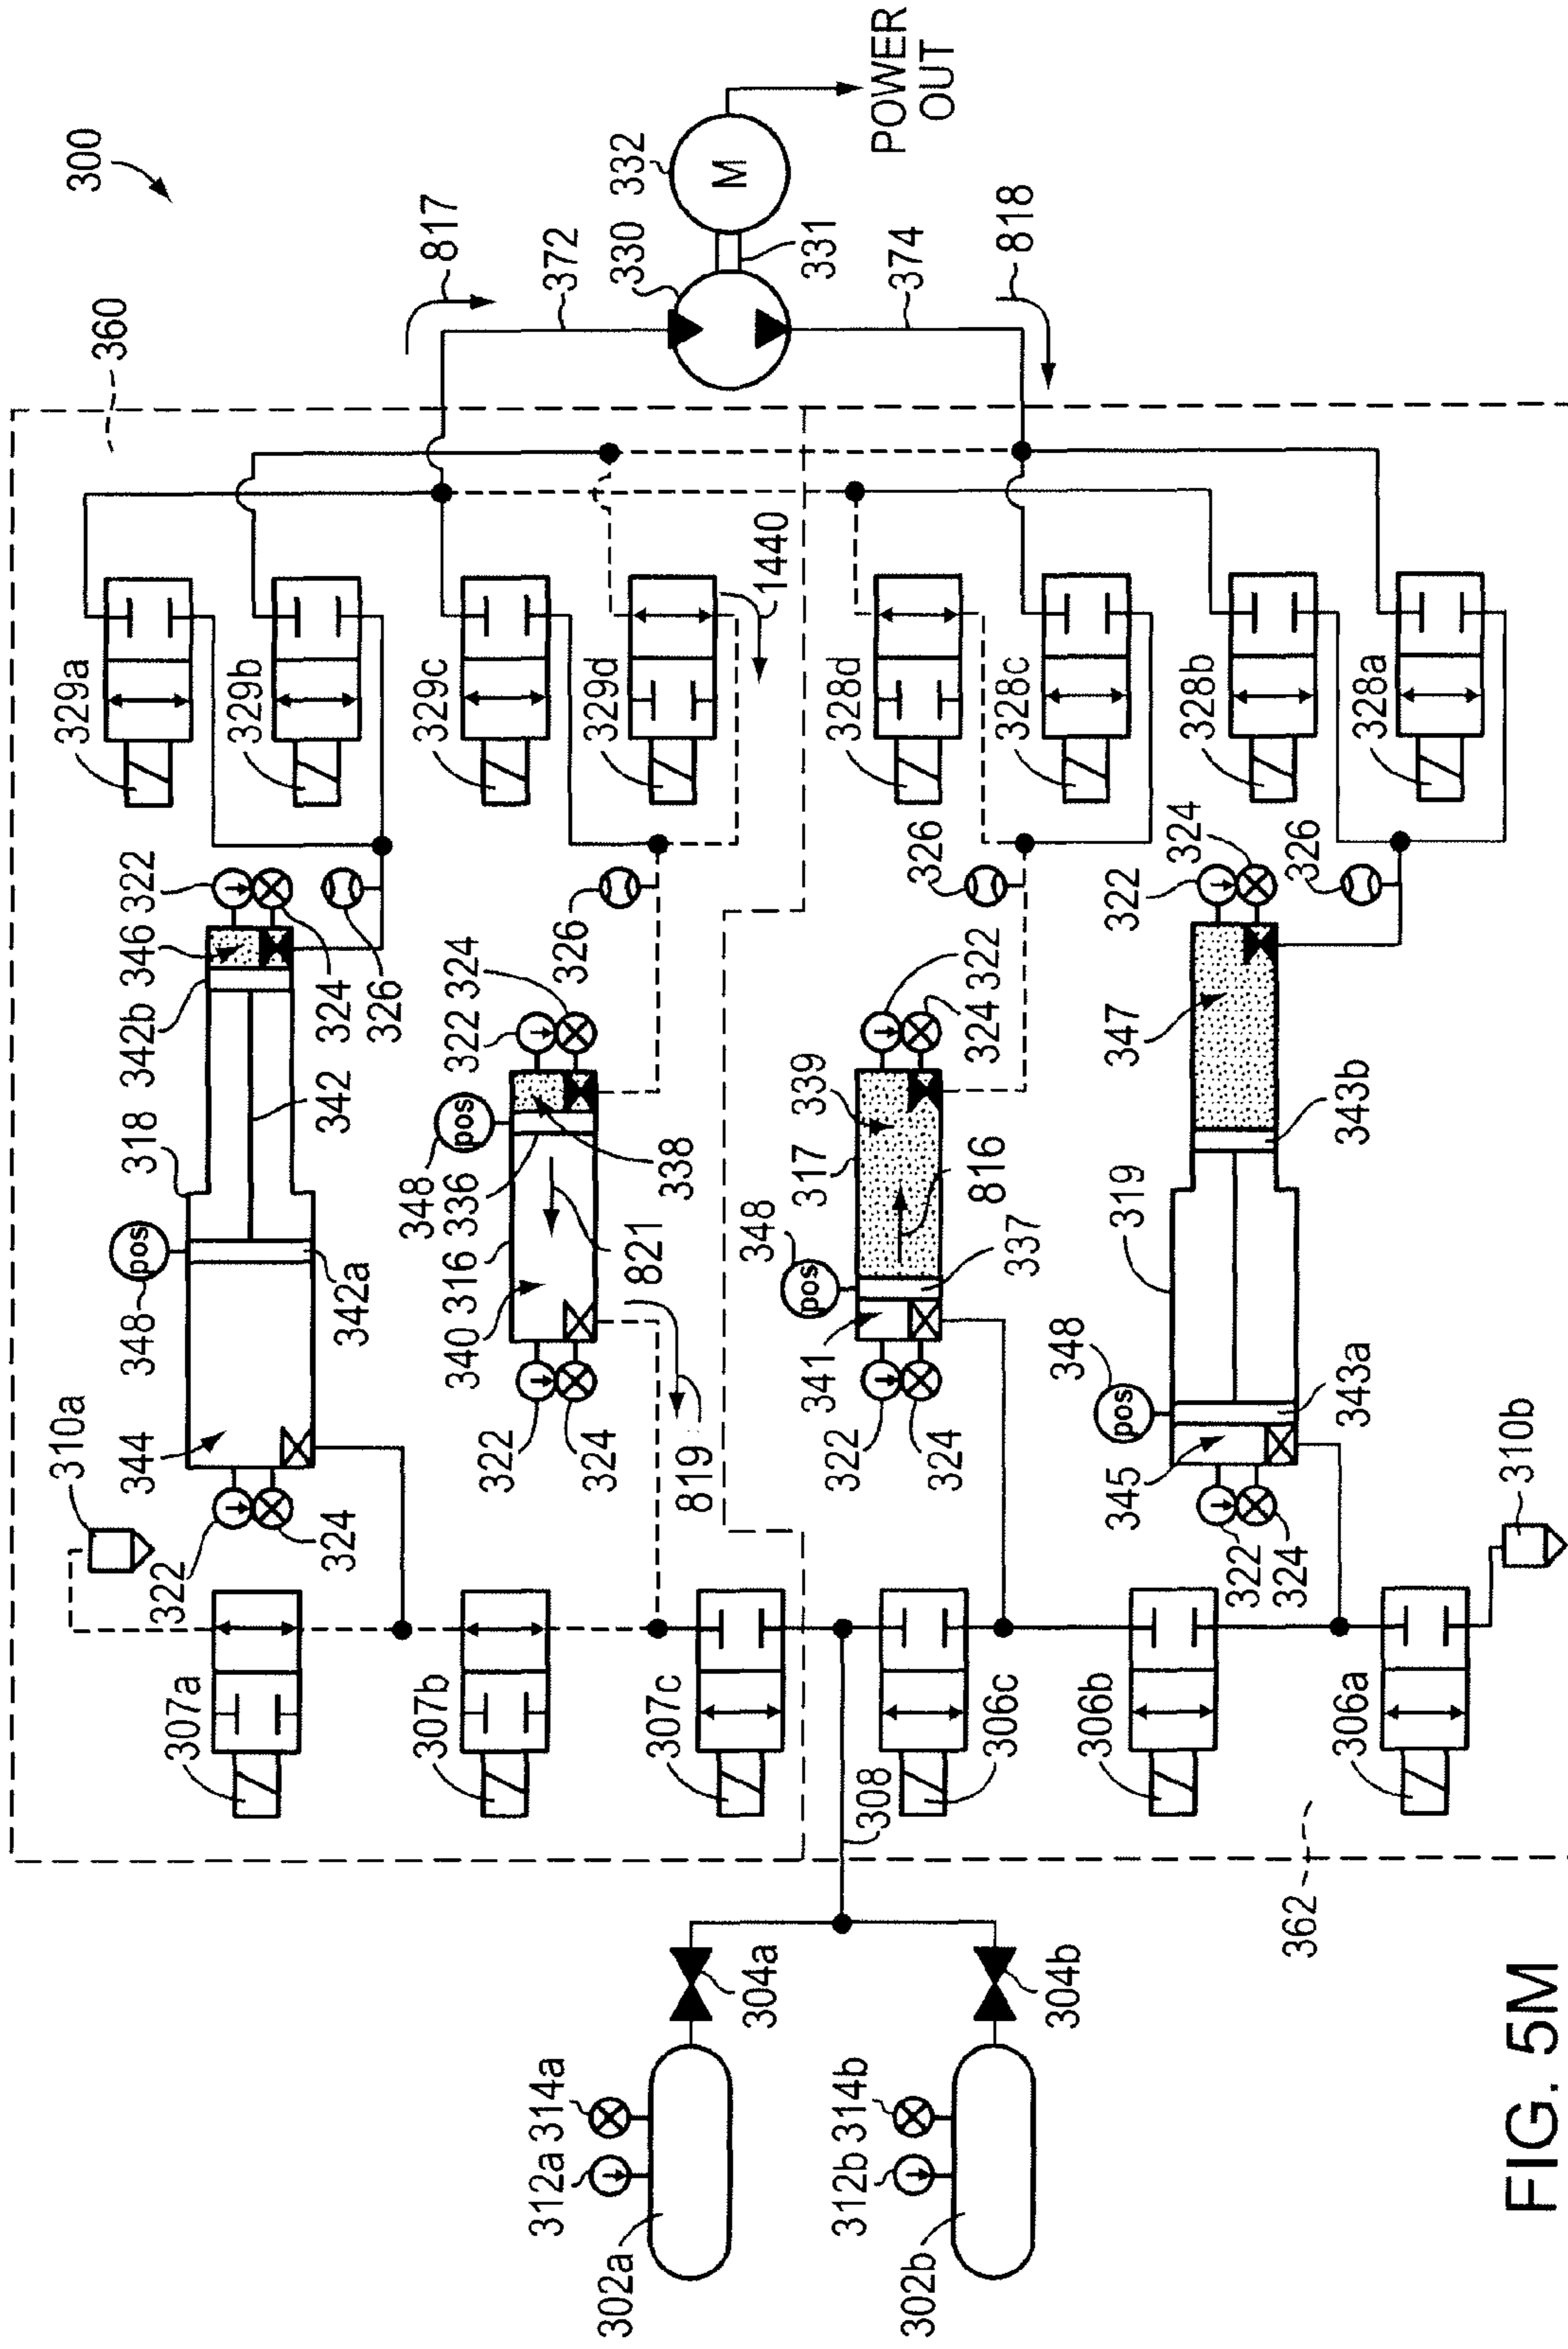 300
360
817
372
332
330
M
331
POWER
OUT
374
818
329a
329b
329c
329d
1440
328d
328c
328b
328a
322
346
324
326
342b
342
318
pos
348
342a
344
310a
322
324
326
322
324
338
pos
348
336
316
821
340
322
324
819
326
322
324
339
317
816
348
pos
337
341
322
324
322
324
326
347
343b
319
348
pos
343a
345
322
324
310b
307a
307b
307c
308
306c
306b
306a
362
304a
304b
314a
312a
302a
314b
312b
302b
FIG. 5M